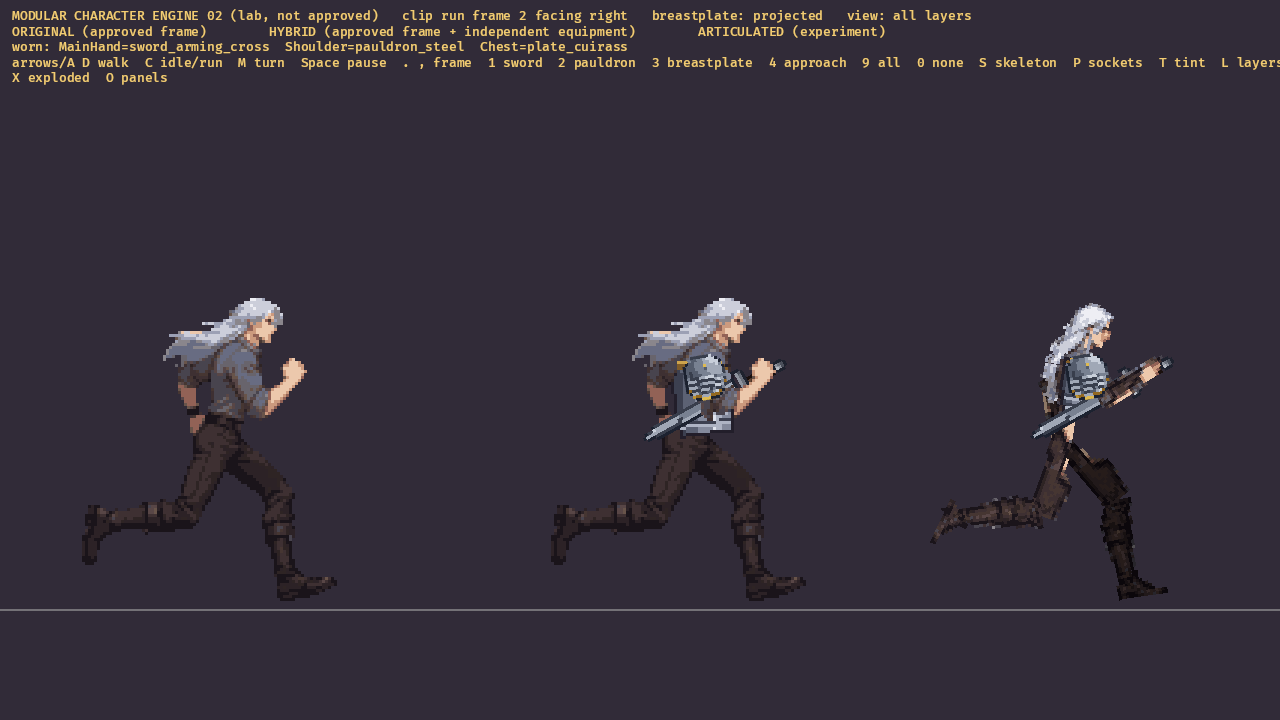 MODULAR CHARACTER ENGINE 02 (lab, not approved)   clip run frame 2 facing right   breastplate: projected   view: all layers
ORIGINAL (approved frame)        HYBRID (approved frame + independent equipment)        ARTICULATED (experiment)
worn: MainHand=sword_arming_cross  Shoulder=pauldron_steel  Chest=plate_cuirass
arrows/A D walk  C idle/run  M turn  Space pause  . , frame  1 sword  2 pauldron  3 breastplate  4 approach  9 all  0 none  S skeleton  P sockets  T tint  L layers
X exploded  O panels